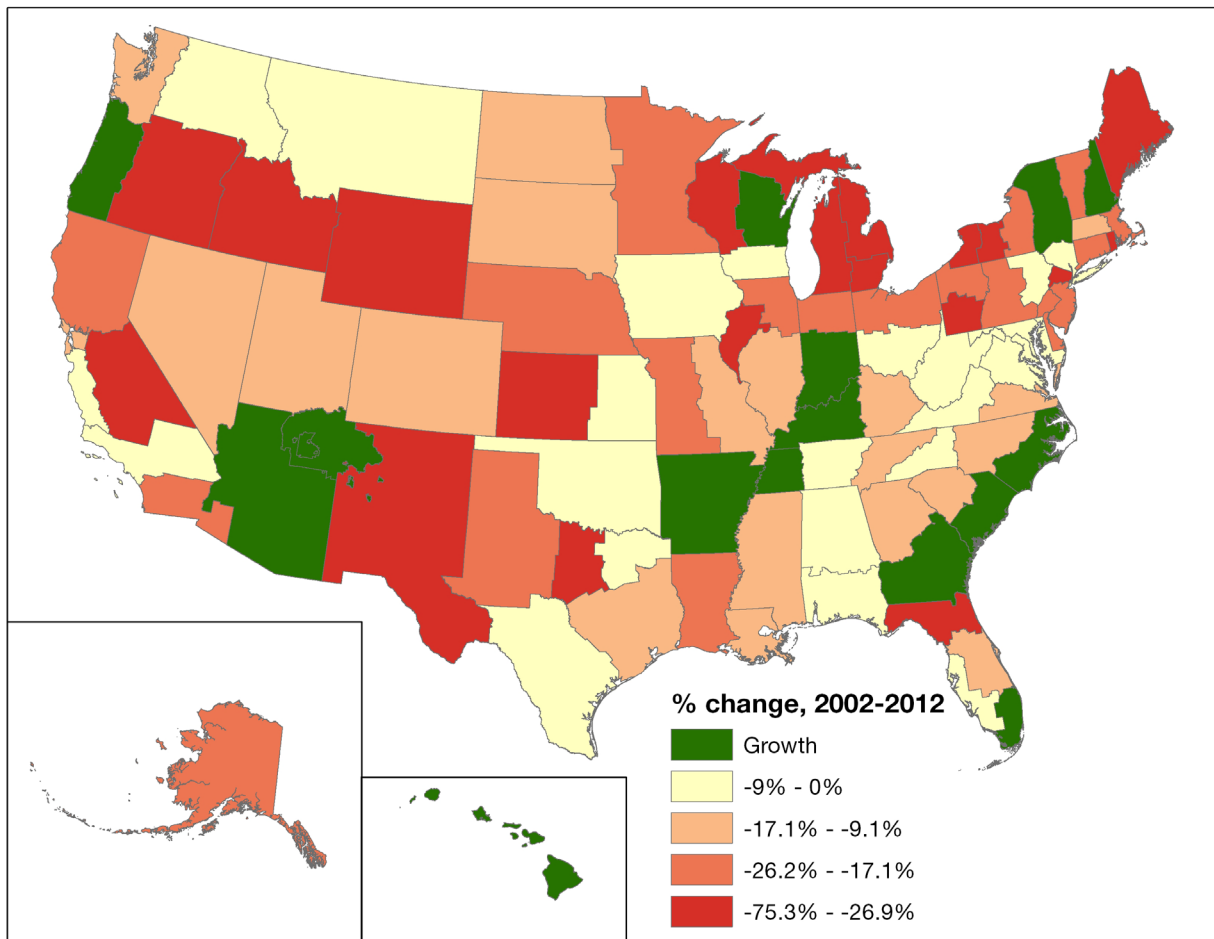 % change, 2002-2012
Growth
-9% - 0%
-17.1% - -9.1%
-26.2% - -17.1%
-75.3% - -26.9%